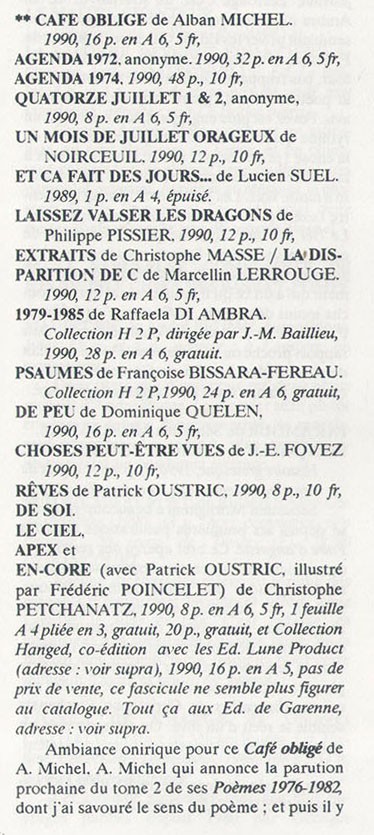 ** CAFE OBLIGE de Alban MICHEL.
1990, 16 p. en A 6, 5 fr,
AGENDA 1972, anonyme. 1990, 32 p. en A 6, 5 fr,
AGENDA 1974. 1990, 48 p., 10 fr,
QUATORZE JUILLET 1 & 2, anonyme,
1990, 8 p. en A 6, 5 fr,
UN MOIS DE JUILLET ORAGEUX de
NOIRCEUIL. 1990, 12 p., 10 fr,
ET CA FAIT DES JOURS... de Lucien SUEL.
1989, 1 p. en A 4, épuisé.
LAISSEZ VALSER LES DRAGONS de
Philippe PISSIER. 1990, 12 p., 10 fr,
EXTRAITS de Christophe MASSE / LA DIS-
PARITION DE C de Marcellin LERROUGE.
1990, 12 p. en A 6, 5 fr,
1979-1985 de Raffaela DI AMBRA.
Collection H 2 P, dirigée par J.-M. Baillieu,
1990, 28 p. en A 6, gratuit.
PSAUMES de Françoise BISSARA-FEREAU.
Collection H 2 P,1990, 24 p. en A 6, gratuit,
DE PEU de Dominique QUELEN,
1990, 16 p. en A 6, 5 fr,
CHOSES PEUT-ÊTRE VUES de J.-E. FOVEZ
1990, 12 p., 10 fr,
RÊVES de Patrick OUSTRIC, 1990, 8 p., 10 fr,
DE SOI.
LE CIEL,
APEX et
EN-CORE (avec Patrick OUSTRIC, illustré
par Frédéric POINCELET) de Christophe
PETCHANATZ, 1990, 8 p. en A 6, 5 fr, 1 feuille
A 4 pliée en 3, gratuit, 20 p., gratuit, et Collection
Hanged, co-édition avec les Ed. Lune Product
(adresse : voir supra), 1990, 16 p. en A 5, pas de
prix de vente, ce fascicule ne semble plus figurer
au catalogue. Tout ça aux Ed. de Garenne,
adresse : voir supra.
Ambiance onirique pour ce Café obligé de
A. Michel. A. Michel qui annonce la parution
prochaine du tome 2 de ses Poèmes 1976-1982,
dont j'ai savouré le sens du poème ; et puis il y